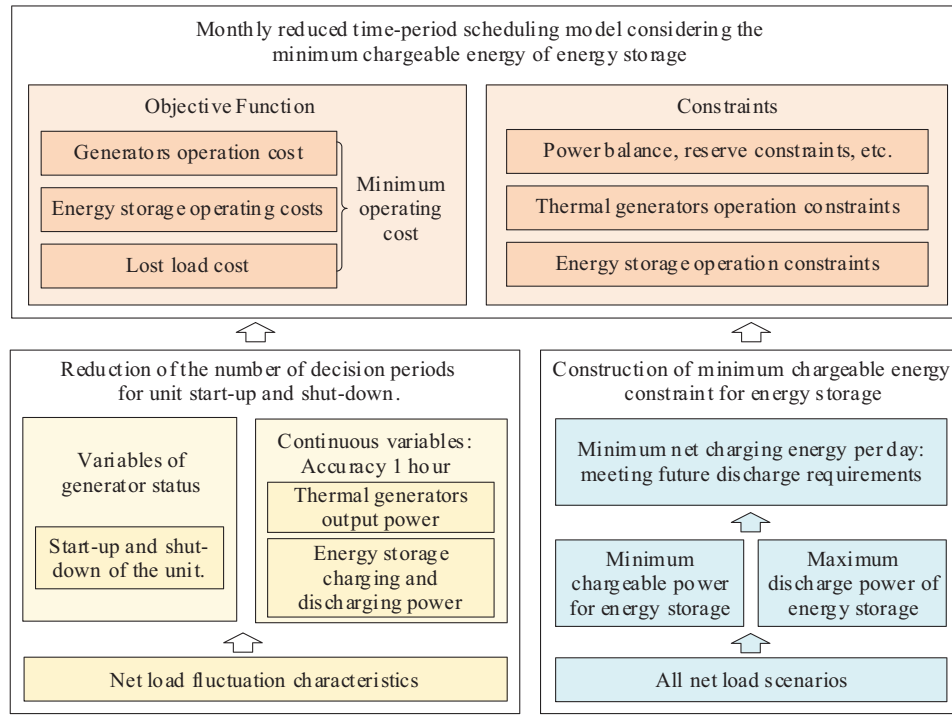 Monthly reduced time-period scheduling model considering the
minimum chargeable energy of energy storage
Objective Function
Generators operation cost
Energy storage operating costs
Lost load cost
Minimum
operating
cost
Constraints
Power balance, reserve constraints, etc.
Thermal generators operation constraints
Energy storage operation constraints
Reduction of the number of decision periods
for unit start-up and shut-down.
Variables of
generator status
Start-up and shut-
down of the unit.
Continuous variables:
Accuracy 1 hour
Thermal generators
output power
Energy storage
charging and
discharging power
Net load fluctuation characteristics
Construction of minimum chargeable energy
constraint for energy storage
Minimum net charging energy per day:
meeting future discharge requirements
Minimum
chargeable power
for energy storage
Maximum
discharge power of
energy storage
All net load scenarios